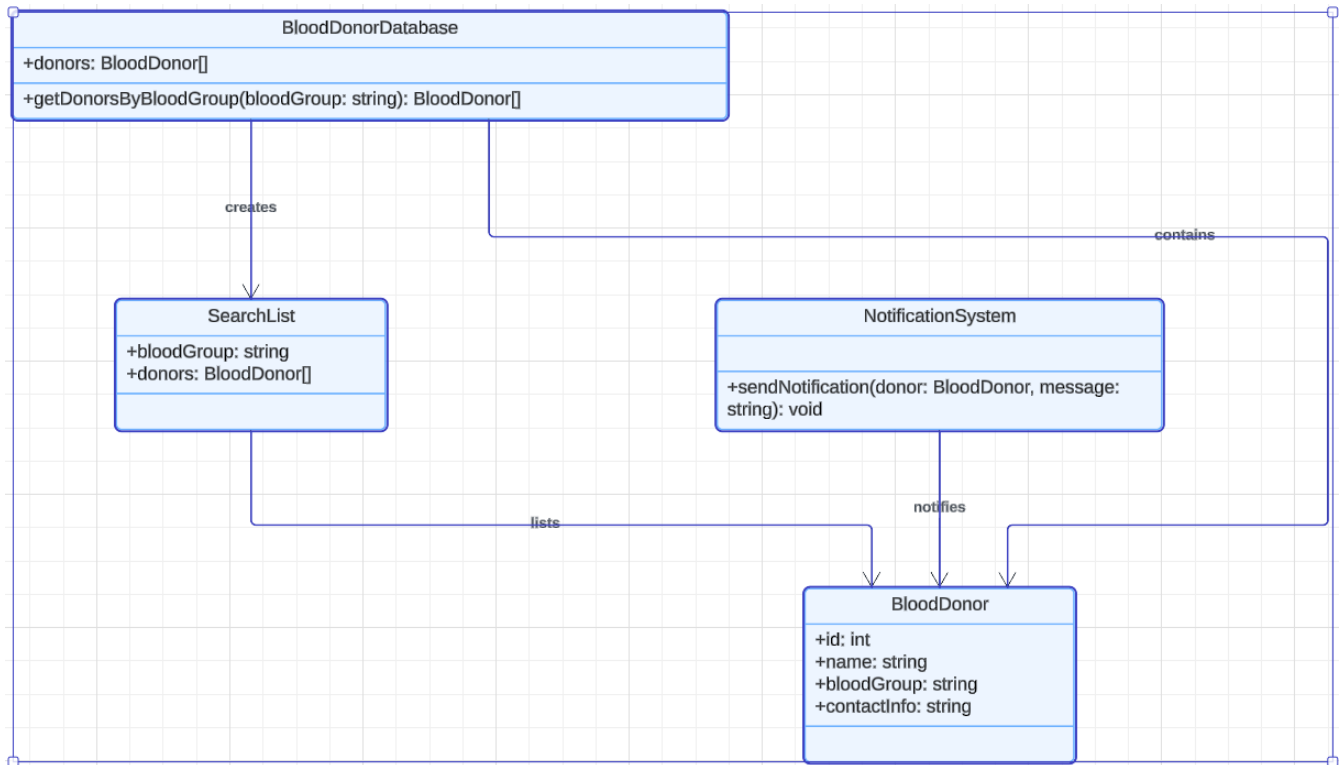 BloodDonorDatabase
+donors: BloodDonor[]
+getDonorsByBloodGroup(bloodGroup: string): BloodDonor[]
creates
contains
SearchList
+bloodGroup: string
+donors: BloodDonor[]
NotificationSystem
+sendNotification(donor: BloodDonor, message:
string): void
lists
notifies
BloodDonor
+id: int
+name: string
+bloodGroup: string
+contactInfo: string